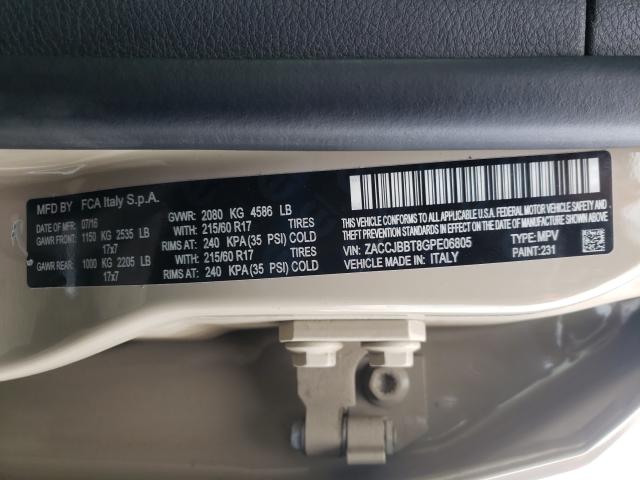 MFD BY FCA Italy S.p.A.
07/16 GVWR: 2080 KG 4586 LB
GAWR FRONT: 1150 KG 2535 LB WITH: 215/60 R17 TIRES
17x7 RIMS AT: 240 KPA(35 PSI) COLD
GAWR REAR: 1000 KG 2205 LB WITH: 215/60 R17 TIRES
17x7 RIMS AT: 240 KPA(35 PSI) COLD
THIS VEHICLE CONFORMS TO ALL APPLICABLE U.S.A. FEDERAL MOTOR VEHICLE SAFETY,
BUMPER, AND THEFT PREVENTION STANDARDS IN EFFECT ON THE DATE OF MANUFACTURE SHOWN ABOVE.
VIN: ZACCJBBT8GPE06805 TYPE: MPV
VEHICLE MADE IN: ITALY PAINT: 231